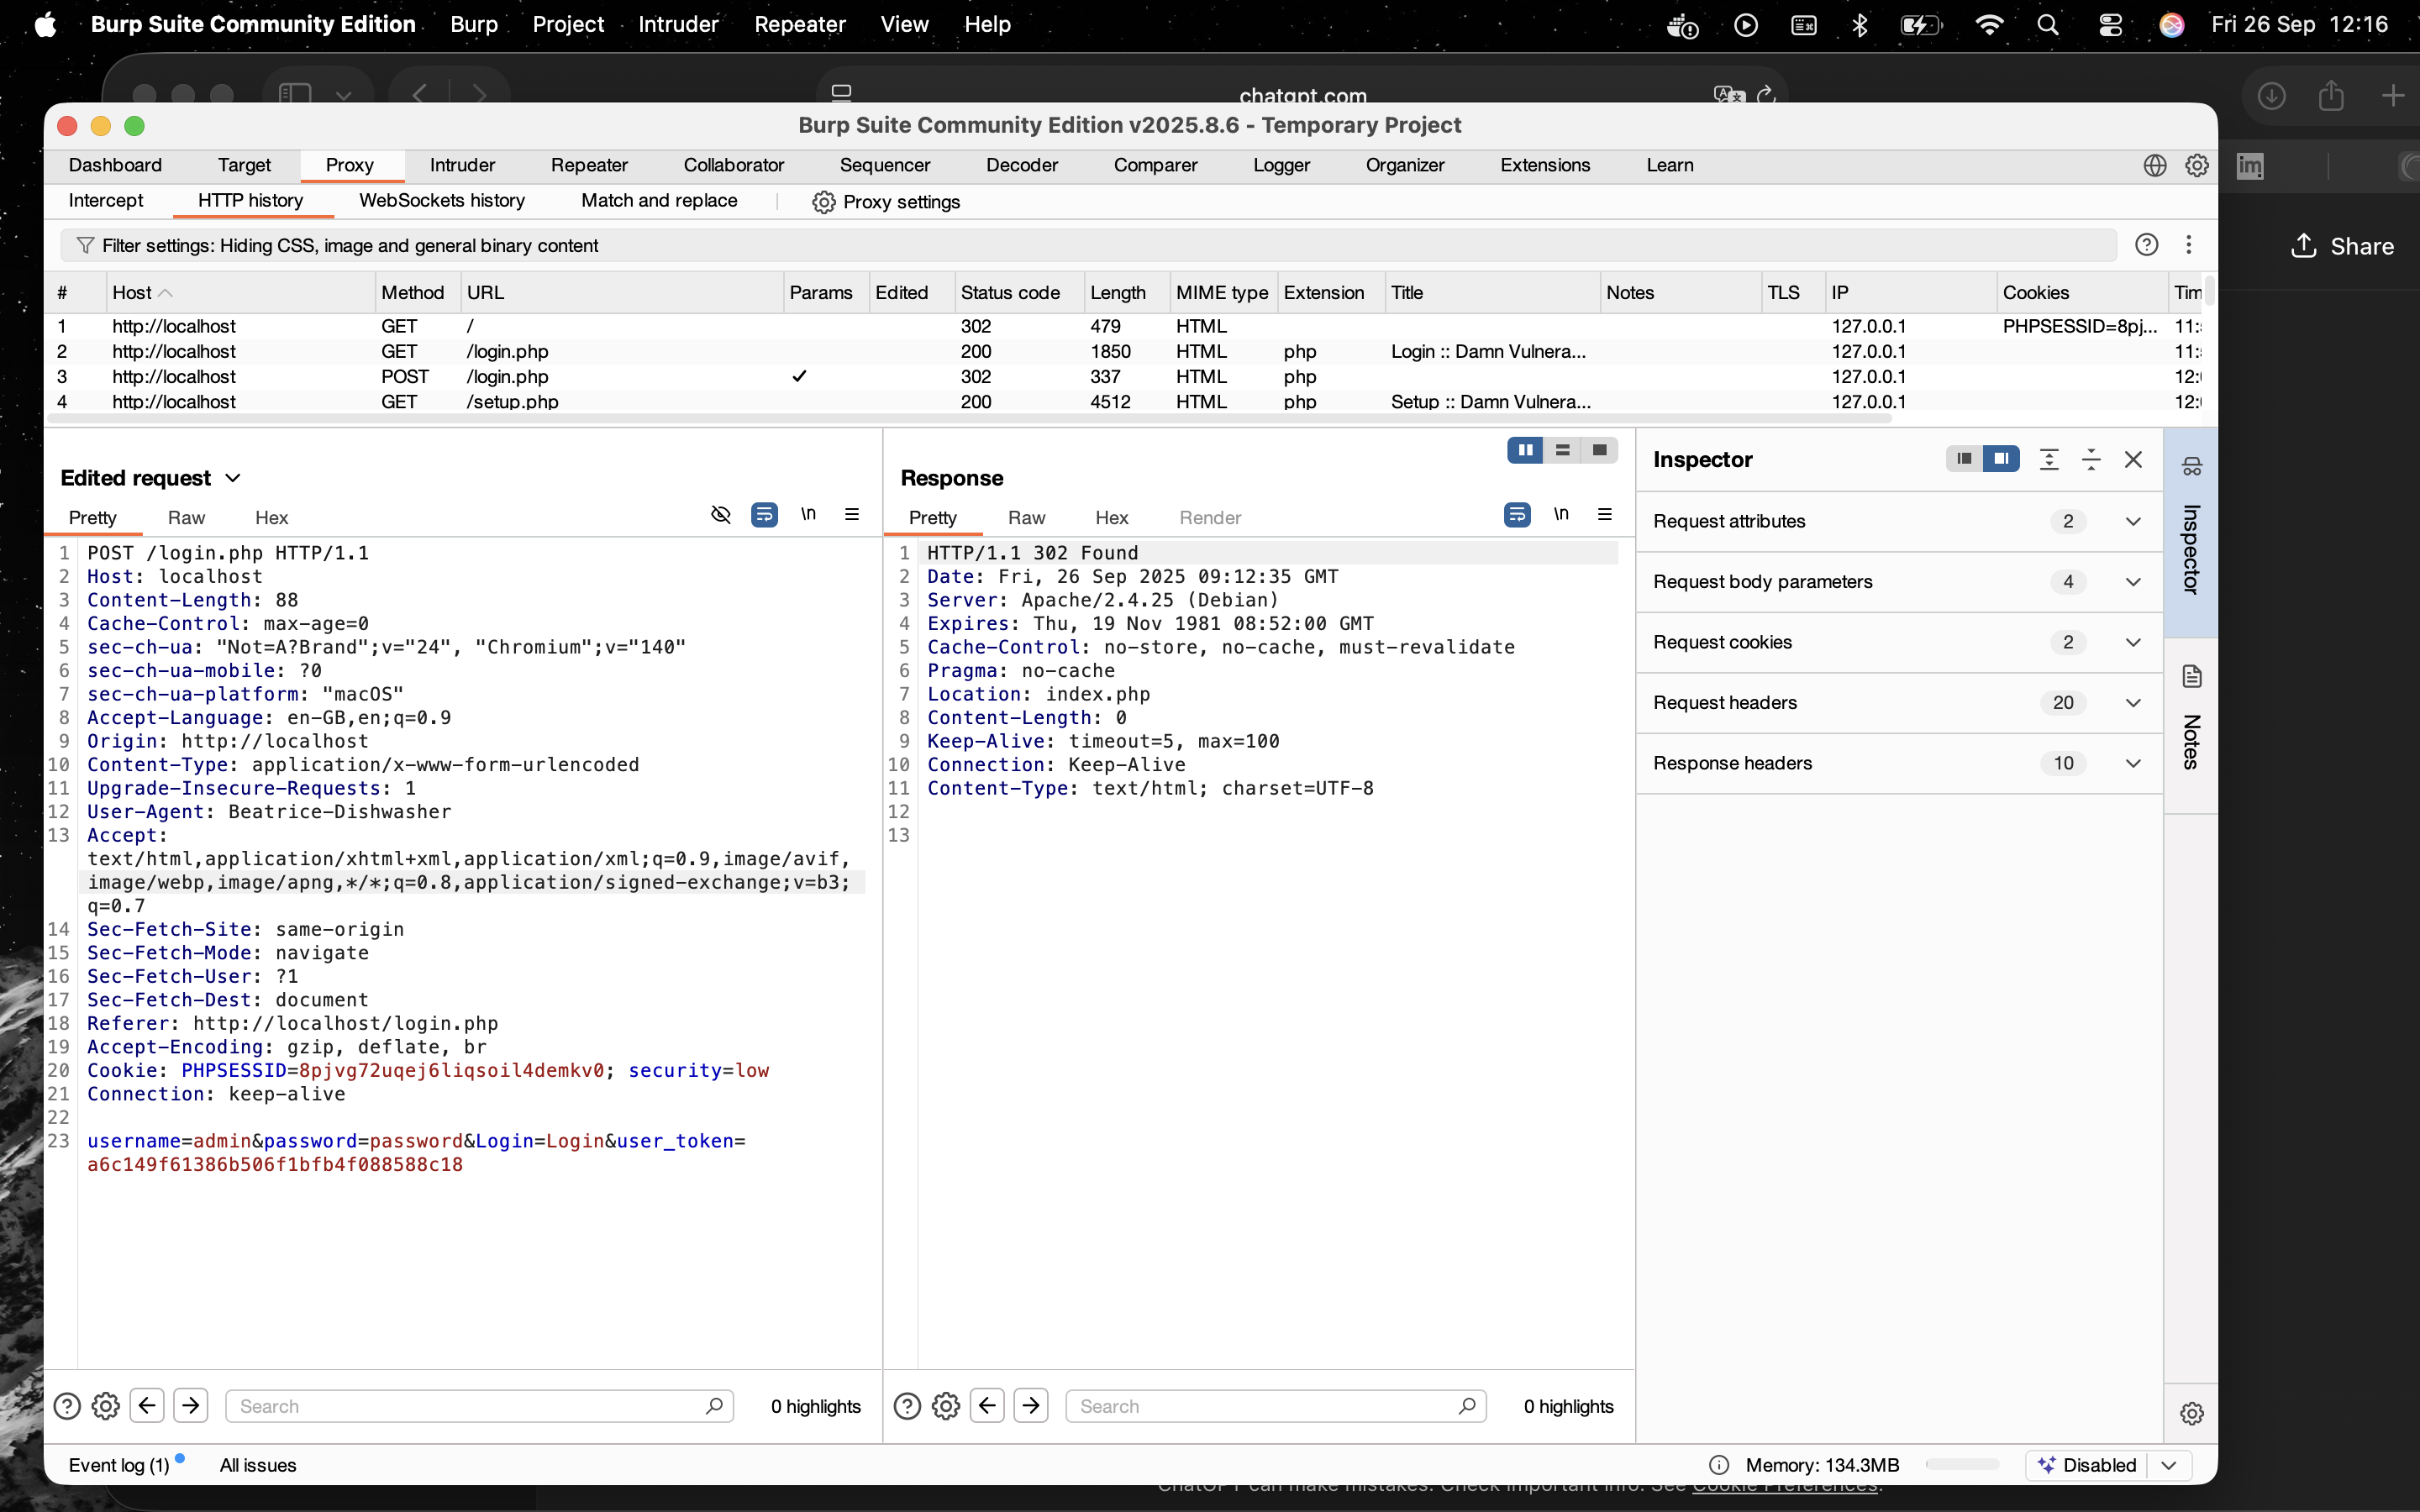 Burp Suite Community Edition Burp Project Intruder Repeater View Help Fri 26 Sep 12:16
chatgpt.com
Burp Suite Community Edition v2025.8.6 - Temporary Project
Dashboard Target Proxy Intruder Repeater Collaborator Sequencer Decoder Comparer Logger Organizer Extensions Learn
im
Intercept HTTP history WebSockets history Match and replace Proxy settings
Filter settings: Hiding CSS, image and general binary content
Share
# Host Method URL Params Edited Status code Length MIME type Extension Title Notes TLS IP Cookies Tim
1 http://localhost GET / 302 479 HTML 127.0.0.1 PHPSESSID=8pj... 11:
2 http://localhost GET /login.php 200 1850 HTML php Login :: Damn Vulnera... 127.0.0.1 11:
3 http://localhost POST /login.php ✓ 302 337 HTML php 127.0.0.1 12:
4 http://localhost GET /setup.php 200 4512 HTML php Setup :: Damn Vulnera... 127.0.0.1 12:
Edited request
Pretty Raw Hex \n
1 POST /login.php HTTP/1.1
2 Host: localhost
3 Content-Length: 88
4 Cache-Control: max-age=0
5 sec-ch-ua: "Not=A?Brand";v="24", "Chromium";v="140"
6 sec-ch-ua-mobile: ?0
7 sec-ch-ua-platform: "macOS"
8 Accept-Language: en-GB,en;q=0.9
9 Origin: http://localhost
10 Content-Type: application/x-www-form-urlencoded
11 Upgrade-Insecure-Requests: 1
12 User-Agent: Beatrice-Dishwasher
13 Accept:
text/html,application/xhtml+xml,application/xml;q=0.9,image/avif,
image/webp,image/apng,*/*;q=0.8,application/signed-exchange;v=b3;
q=0.7
14 Sec-Fetch-Site: same-origin
15 Sec-Fetch-Mode: navigate
16 Sec-Fetch-User: ?1
17 Sec-Fetch-Dest: document
18 Referer: http://localhost/login.php
19 Accept-Encoding: gzip, deflate, br
20 Cookie: PHPSESSID=8pjvg72uqej6liqsoil4demkv0; security=low
21 Connection: keep-alive
22
23 username=admin&password=password&Login=Login&user_token=
a6c149f61386b506f1bfb4f088588c18
Search 0 highlights
Response
Pretty Raw Hex Render \n
1 HTTP/1.1 302 Found
2 Date: Fri, 26 Sep 2025 09:12:35 GMT
3 Server: Apache/2.4.25 (Debian)
4 Expires: Thu, 19 Nov 1981 08:52:00 GMT
5 Cache-Control: no-store, no-cache, must-revalidate
6 Pragma: no-cache
7 Location: index.php
8 Content-Length: 0
9 Keep-Alive: timeout=5, max=100
10 Connection: Keep-Alive
11 Content-Type: text/html; charset=UTF-8
12
13
Search 0 highlights
Inspector
Request attributes 2
Request body parameters 4
Request cookies 2
Request headers 20
Response headers 10
Inspector
Notes
Event log (1) All issues Memory: 134.3MB Disabled
ChatGPT can make mistakes. Check important info. See Cookie Preferences.